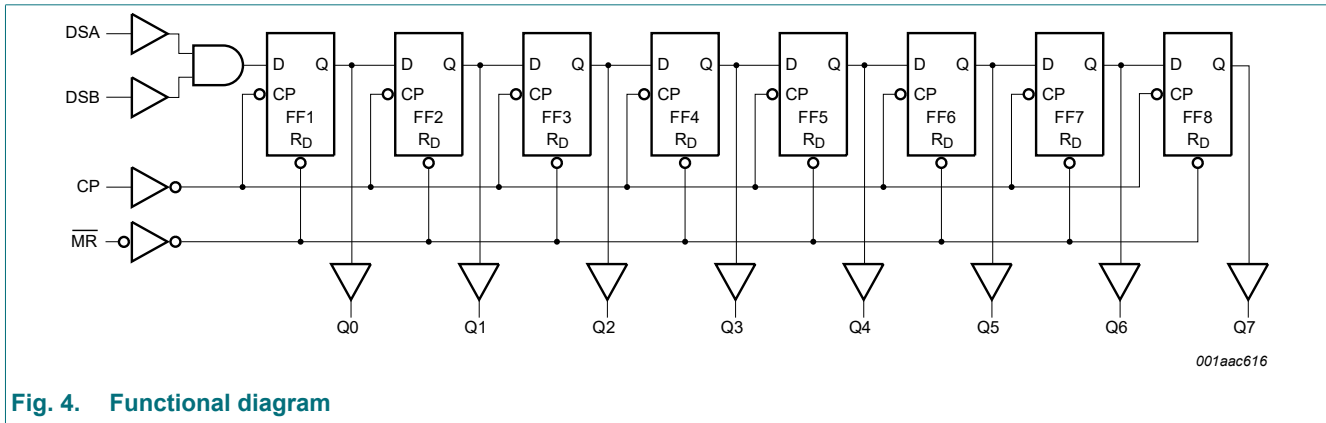 DSA
DSB
CP
M̅R̅
D Q D Q D Q D Q D Q D Q D Q D Q
CP CP CP CP CP CP CP CP
FF1 FF2 FF3 FF4 FF5 FF6 FF7 FF8
RD RD RD RD RD RD RD RD
Q0 Q1 Q2 Q3 Q4 Q5 Q6 Q7
001aac616
Fig. 4. Functional diagram